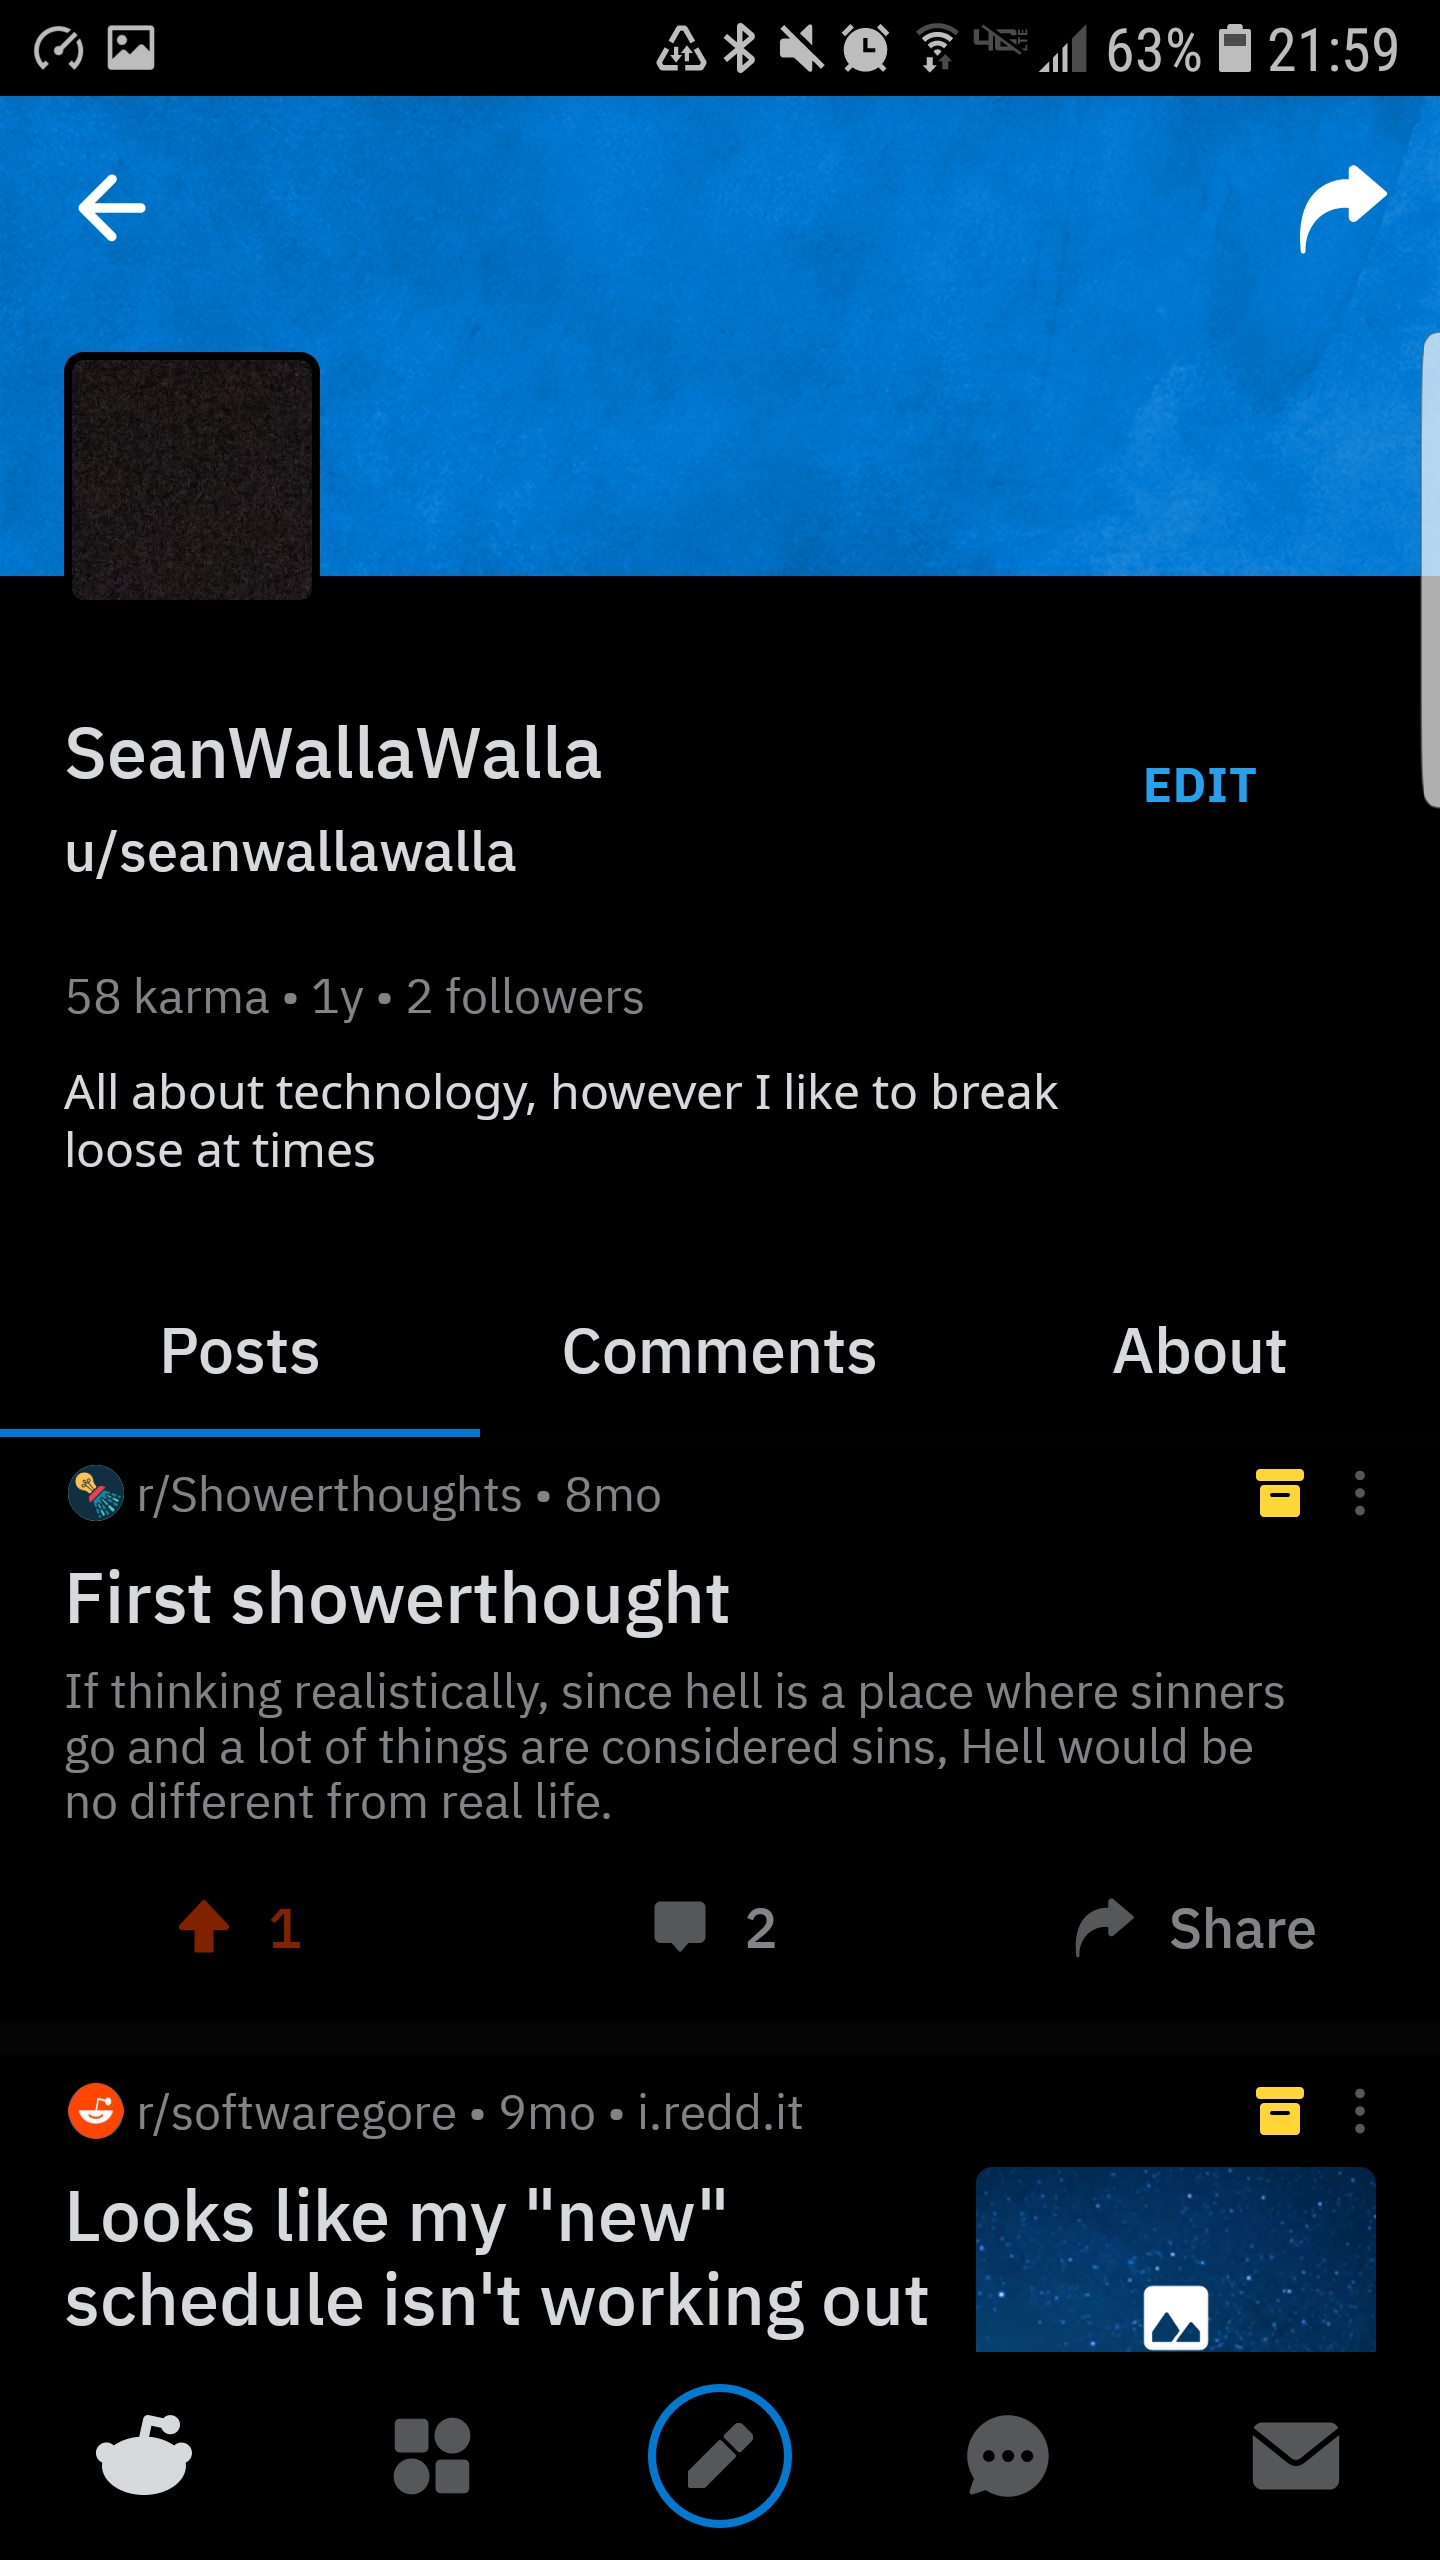 63% 21:59
SeanWallaWalla
EDIT
u/seanwallawalla
58 karma • 1y • 2 followers
All about technology, however I like to break
loose at times
Posts Comments About
r/Showerthoughts • 8mo
First showerthought
If thinking realistically, since hell is a place where sinners
go and a lot of things are considered sins, Hell would be
no different from real life.
1 2 Share
r/softwaregore • 9mo • i.redd.it
Looks like my "new"
schedule isn't working out